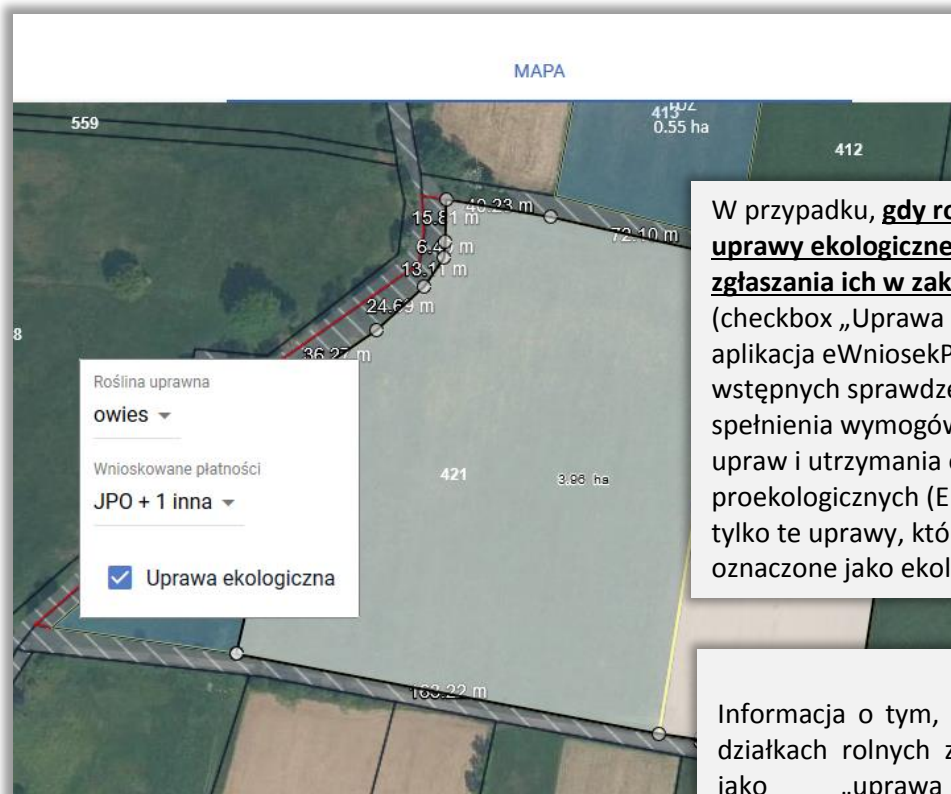 MAPA
559
413
0.55 ha
412
15.81 m
40.23 m
72.10 m
13.11 m
24.69 m
36.27 m
8
Roślina uprawna
owies
Wnioskowane płatności
JPO + 1 inna
Uprawa ekologiczna
421
3.96 ha
163.22 m
W przypadku, gdy ro
uprawy ekologiczne
zgłaszania ich w zak
(checkbox „Uprawa
aplikacja eWniosekP
wstępnych sprawdze
spełnienia wymogów
upraw i utrzymania
proekologicznych (E
tylko te uprawy, któ
oznaczone jako ekol
Informacja o tym,
działkach rolnych z
jako „uprawa